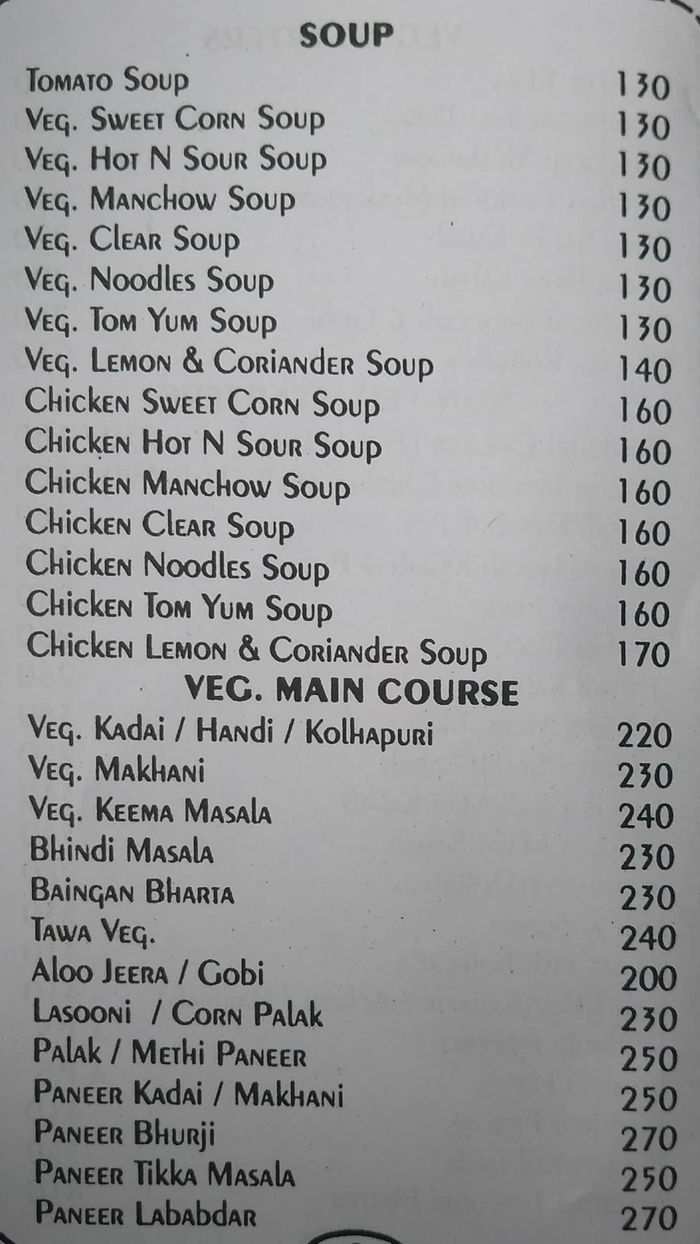 SOUP
Tomato Soup 130
Veg. Sweet Corn Soup 130
Veg. Hot N Sour Soup 130
Veg. Manchow Soup 130
Veg. Clear Soup 130
Veg. Noodles Soup 130
Veg. Tom Yum Soup 130
Veg. Lemon & Coriander Soup 140
Chicken Sweet Corn Soup 160
Chicken Hot N Sour Soup 160
Chicken Manchow Soup 160
Chicken Clear Soup 160
Chicken Noodles Soup 160
Chicken Tom Yum Soup 160
Chicken Lemon & Coriander Soup 170
VEG. MAIN COURSE
Veg. Kadai / Handi / Kolhapuri 220
Veg. Makhani 230
Veg. Keema Masala 240
Bhindi Masala 230
Baingan Bharta 230
Tawa Veg. 240
Aloo Jeera / Gobi 200
Lasooni / Corn Palak 230
Palak / Methi Paneer 250
Paneer Kadai / Makhani 250
Paneer Bhurji 270
Paneer Tikka Masala 250
Paneer Lababdar 270